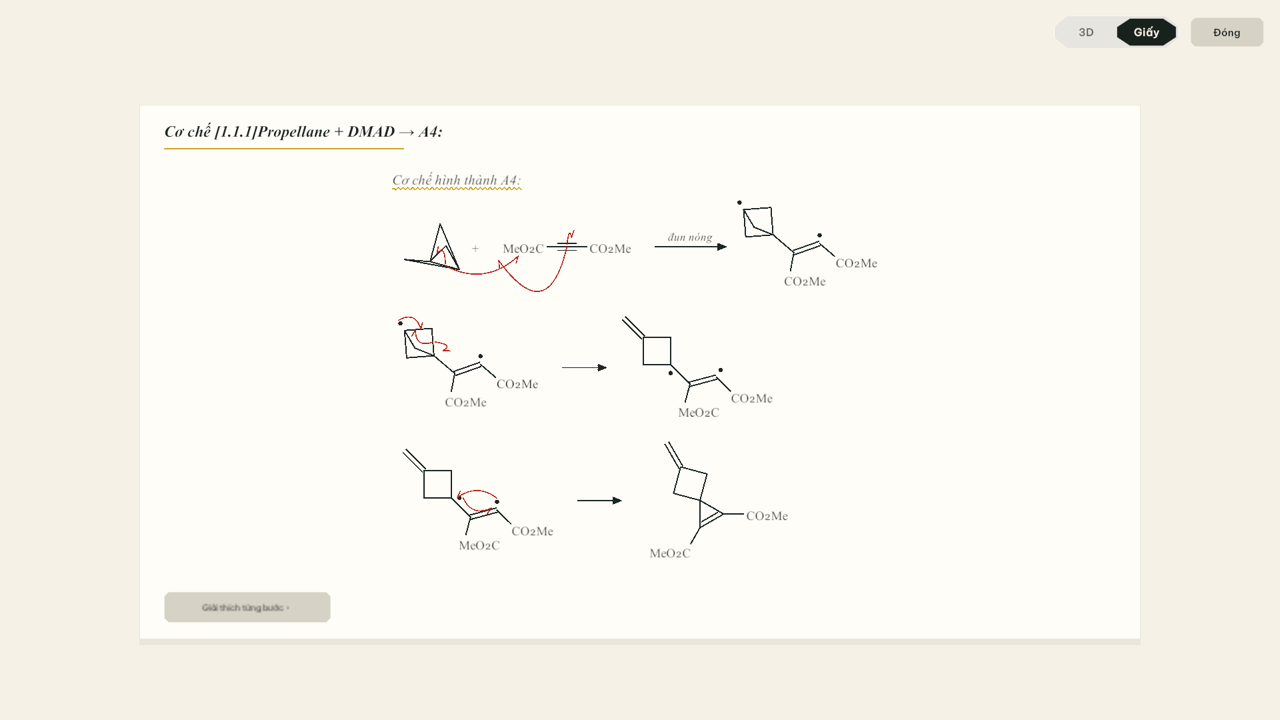 3D
Giấy
Đóng
Cơ chế [1.1.1]Propellane + DMAD → A4:
Cơ chế hình thành A4:
+
MeO2C
CO2Me
đun nóng
CO2Me
CO2Me
CO2Me
CO2Me
CO2Me
MeO2C
CO2Me
MeO2C
CO2Me
MeO2C
Giải thích từng bước